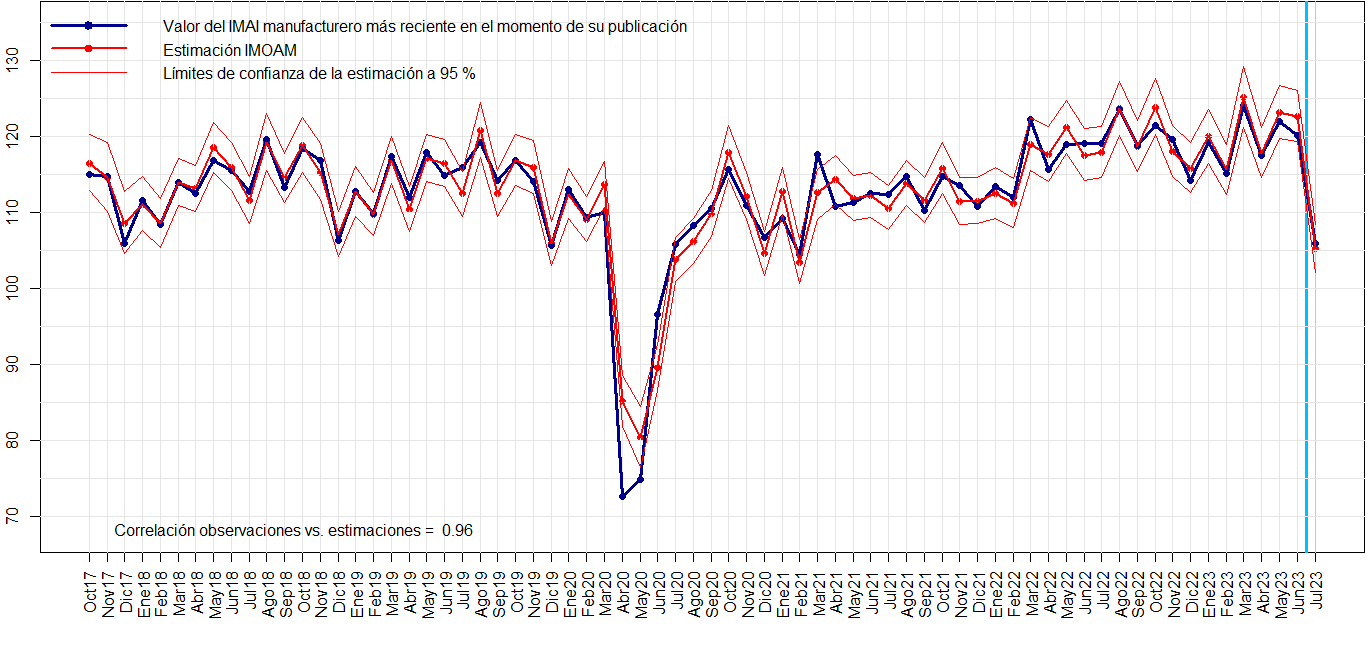 Valor del IMAI manufacturero más reciente en el momento de su publicación
Estimación IMOAM
Límites de confianza de la estimación a 95 %
130
120
110
100
90
80
70
Correlación observaciones vs. estimaciones = 0.96
Oct17
Nov17
Dic17
Ene18
Feb18
Mar18
Abr18
May18
Jun18
Jul18
Ago18
Sep18
Oct18
Nov18
Dic18
Ene19
Feb19
Mar19
Abr19
May19
Jun19
Jul19
Ago19
Sep19
Oct19
Nov19
Dic19
Ene20
Feb20
Mar20
Abr20
May20
Jun20
Jul20
Ago20
Sep20
Oct20
Nov20
Dic20
Ene21
Feb21
Mar21
Abr21
May21
Jun21
Jul21
Ago21
Sep21
Oct21
Nov21
Dic21
Ene22
Feb22
Mar22
Abr22
May22
Jun22
Jul22
Ago22
Sep22
Oct22
Nov22
Dic22
Ene23
Feb23
Mar23
Abr23
May23
Jun23
Jul23